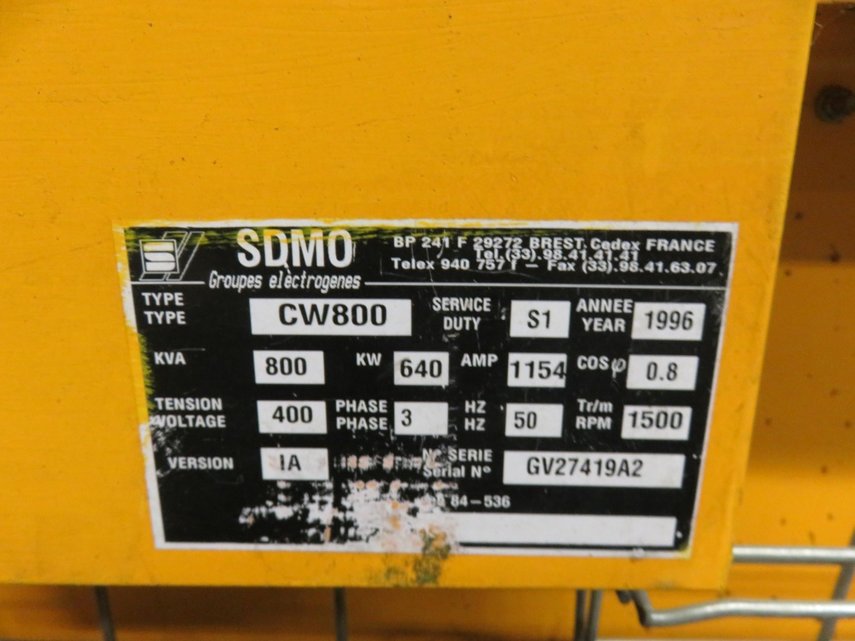 SDMO
Groupes elèctrogenes
BP 241 F 29272 BREST. Cedex FRANCE
Tel.(33).98.41.41.41
Telex 940 757 f – Fax (33).98.41.63.07
TYPE
TYPE
CW800
SERVICE
DUTY
S1
ANNEE
YEAR
1996
KVA
800
KW
640
AMP
1154
COS φ
0.8
TENSION
VOLTAGE
400
PHASE
PHASE
3
HZ
HZ
50
Tr/m
RPM
1500
VERSION
IA
N° SERIE
Serial N°
GV27419A2
84–536